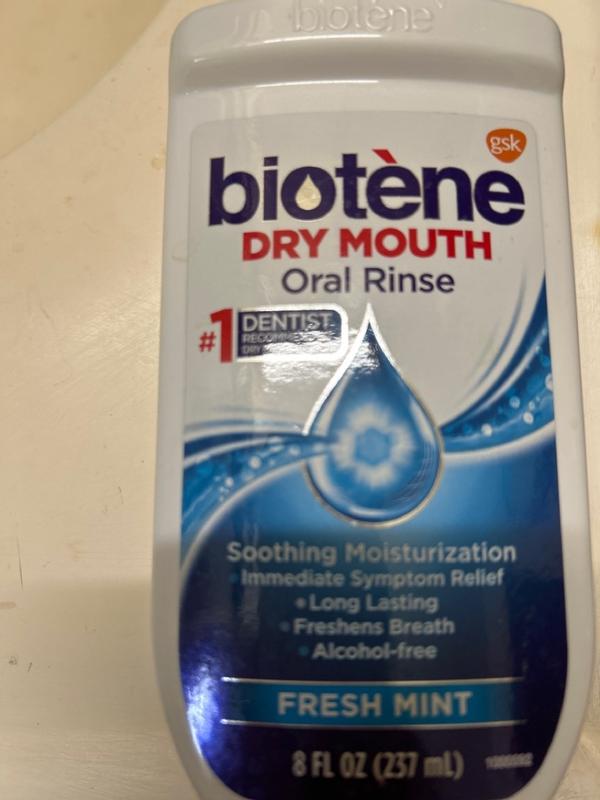 biotène
gsk
biotène
DRY MOUTH
Oral Rinse
#1 DENTIST
Soothing Moisturization
• Immediate Symptom Relief
• Long Lasting
• Freshens Breath
• Alcohol-free
FRESH MINT
8 FL OZ (237 mL)